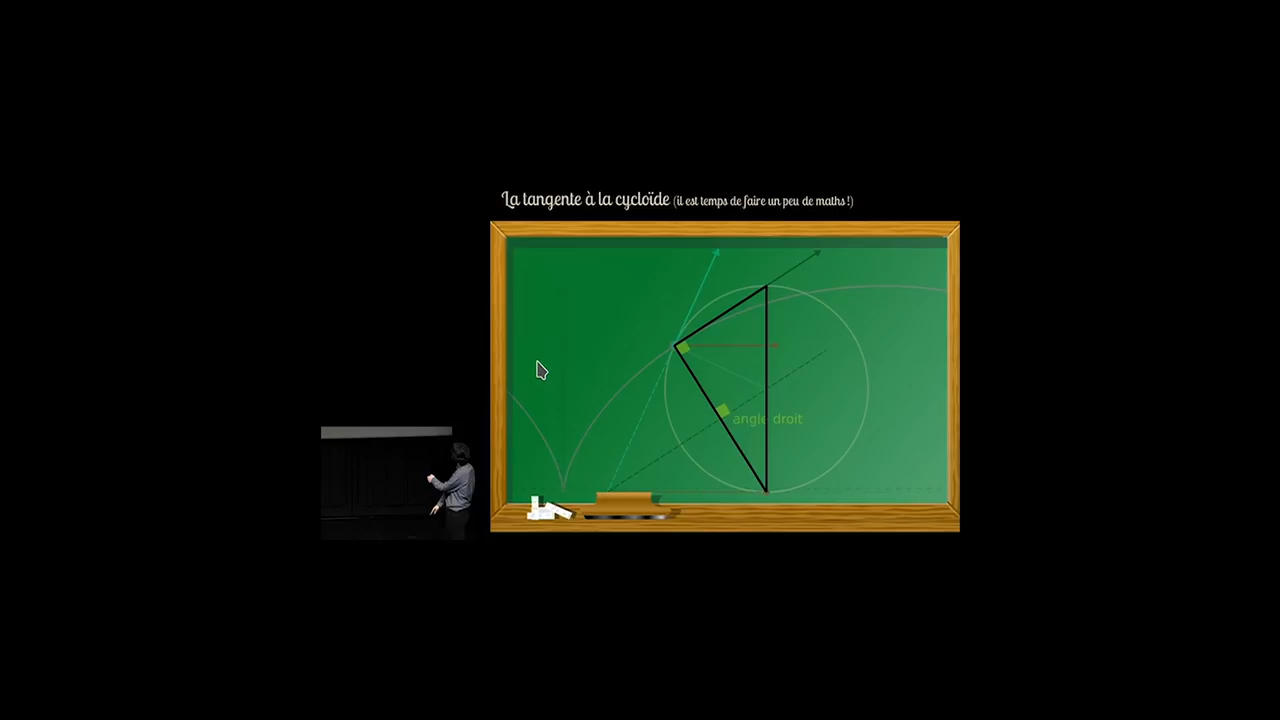 La tangente à la cycloïde (il est temps de faire un peu de maths !)
angle droit